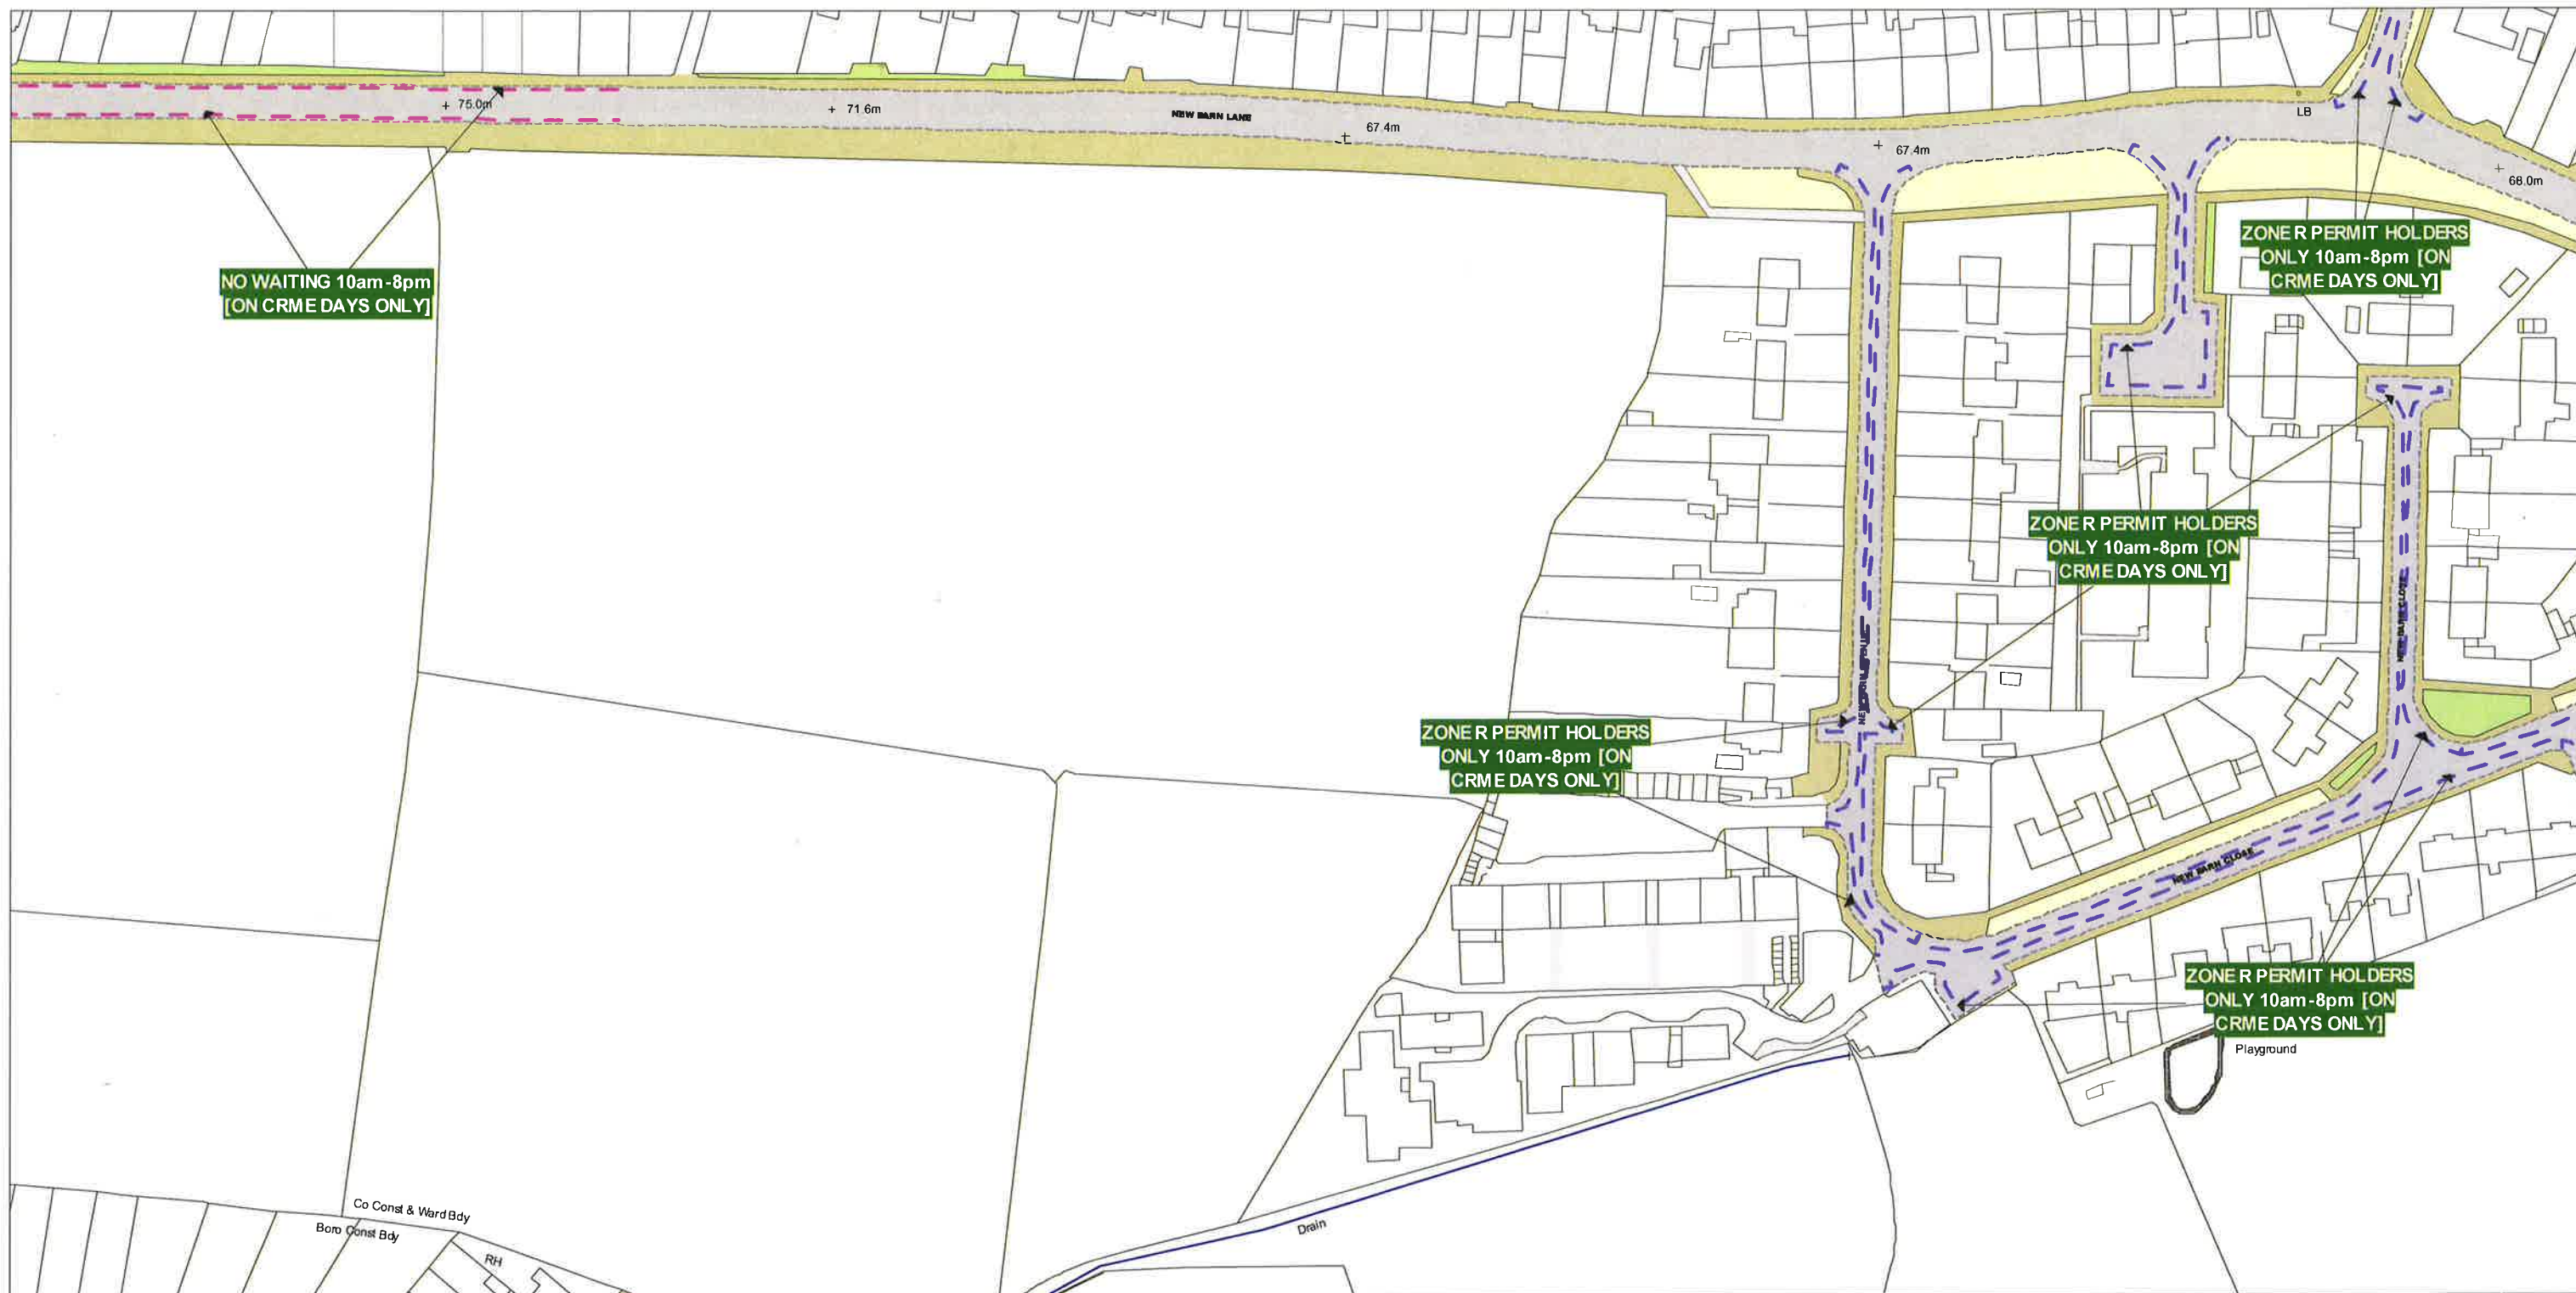 75.0m
71.6m
NEW BARN LANE
67.4m
67.4m
LB
68.0m
NO WAITING 10am-8pm
[ON CRME DAYS ONLY]
ZONE R PERMIT HOLDERS
ONLY 10am-8pm [ON
CRME DAYS ONLY]
ZONE R PERMIT HOLDERS
ONLY 10am-8pm [ON
CRME DAYS ONLY]
NEW BARN CLOSE
ZONE R PERMIT HOLDERS
ONLY 10am-8pm [ON
CRME DAYS ONLY]
NEW BARN CLOSE
ZONE R PERMIT HOLDERS
ONLY 10am-8pm [ON
CRME DAYS ONLY]
Playground
Co Const & Ward Bdy
Boro Const Bdy
RH
Drain